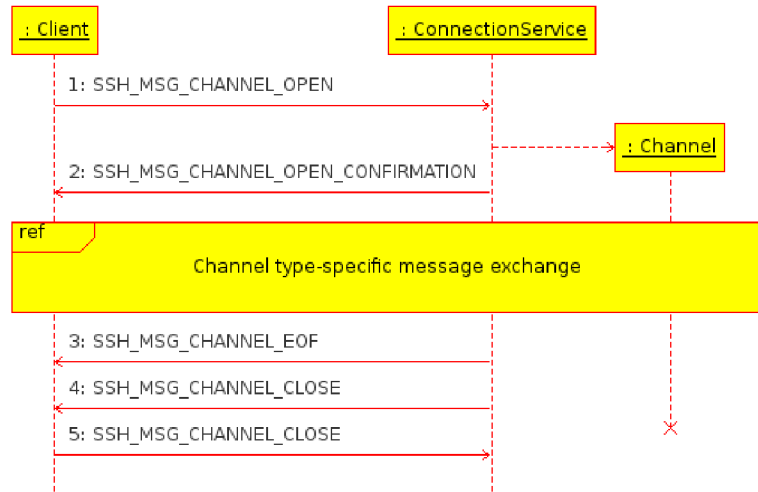 : Client
: ConnectionService
1: SSH_MSG_CHANNEL_OPEN
: Channel
2: SSH_MSG_CHANNEL_OPEN_CONFIRMATION
ref
Channel type-specific message exchange
3: SSH_MSG_CHANNEL_EOF
4: SSH_MSG_CHANNEL_CLOSE
5: SSH_MSG_CHANNEL_CLOSE